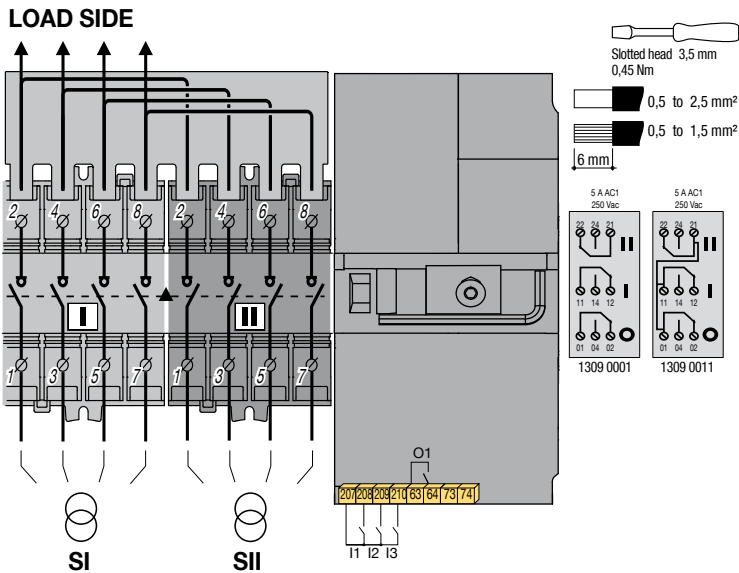 LOAD SIDE
Slotted head 3,5 mm
0,45 Nm
0,5 to 2,5 mm²
0,5 to 1,5 mm²
6 mm
2 4 6 8 2 4 6 8
I II
1 3 5 7 1 3 5 7
SI SII
O1
207 208 209 210 63 64 73 74
I1 I2 I3
5 A AC1
250 Vac
22 24 21
II
11 14 12
I
01 04 02
O
1309 0001
5 A AC1
250 Vac
22 24 21
II
11 14 12
I
01 04 02
O
1309 0011